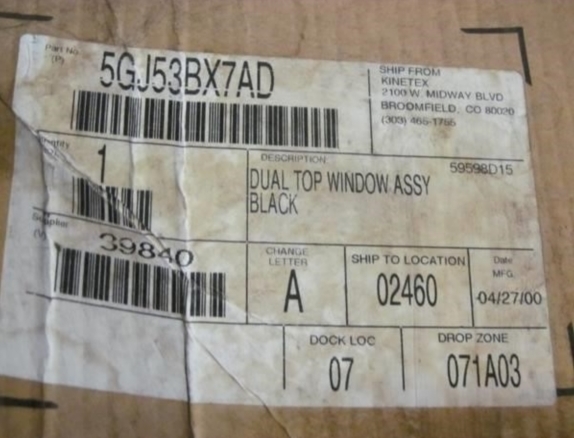 Part No.
(P)
5GJ53BX7AD
SHIP FROM
KINETEX
2100 W. MIDWAY BLVD
BROOMFIELD, CO 80020
(303) 465-1755
Quantity
1
DESCRIPTION
59598D15
DUAL TOP WINDOW ASSY
BLACK
Supplier
(V)
39840
CHANGE
LETTER
A
SHIP TO LOCATION
02460
Date
MFG.
04/27/00
DOCK LOC
07
DROP ZONE
071A03